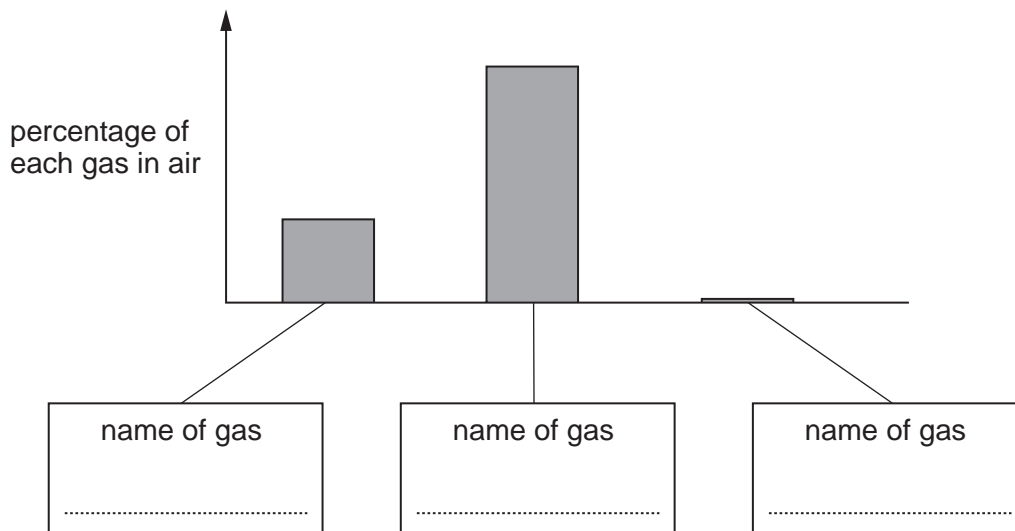 percentage of
each gas in air
name of gas
name of gas
name of gas